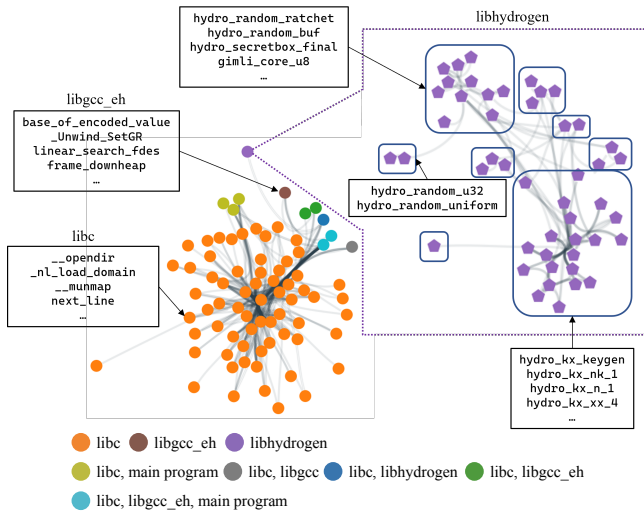 hydro_random_ratchet
hydro_random_buf
hydro_secretbox_final
gimli_core_u8
…
libhydrogen
libgcc_eh
base_of_encoded_value
_Unwind_SetGR
linear_search_fdes
frame_downheap
…
hydro_random_u32
hydro_random_uniform
libc
__opendir
_nl_load_domain
__munmap
next_line
…
hydro_kx_keygen
hydro_kx_nk_1
hydro_kx_n_1
hydro_kx_xx_4
…
libc libgcc_eh libhydrogen
libc, main program libc, libgcc libc, libhydrogen libc, libgcc_eh
libc, libgcc_eh, main program